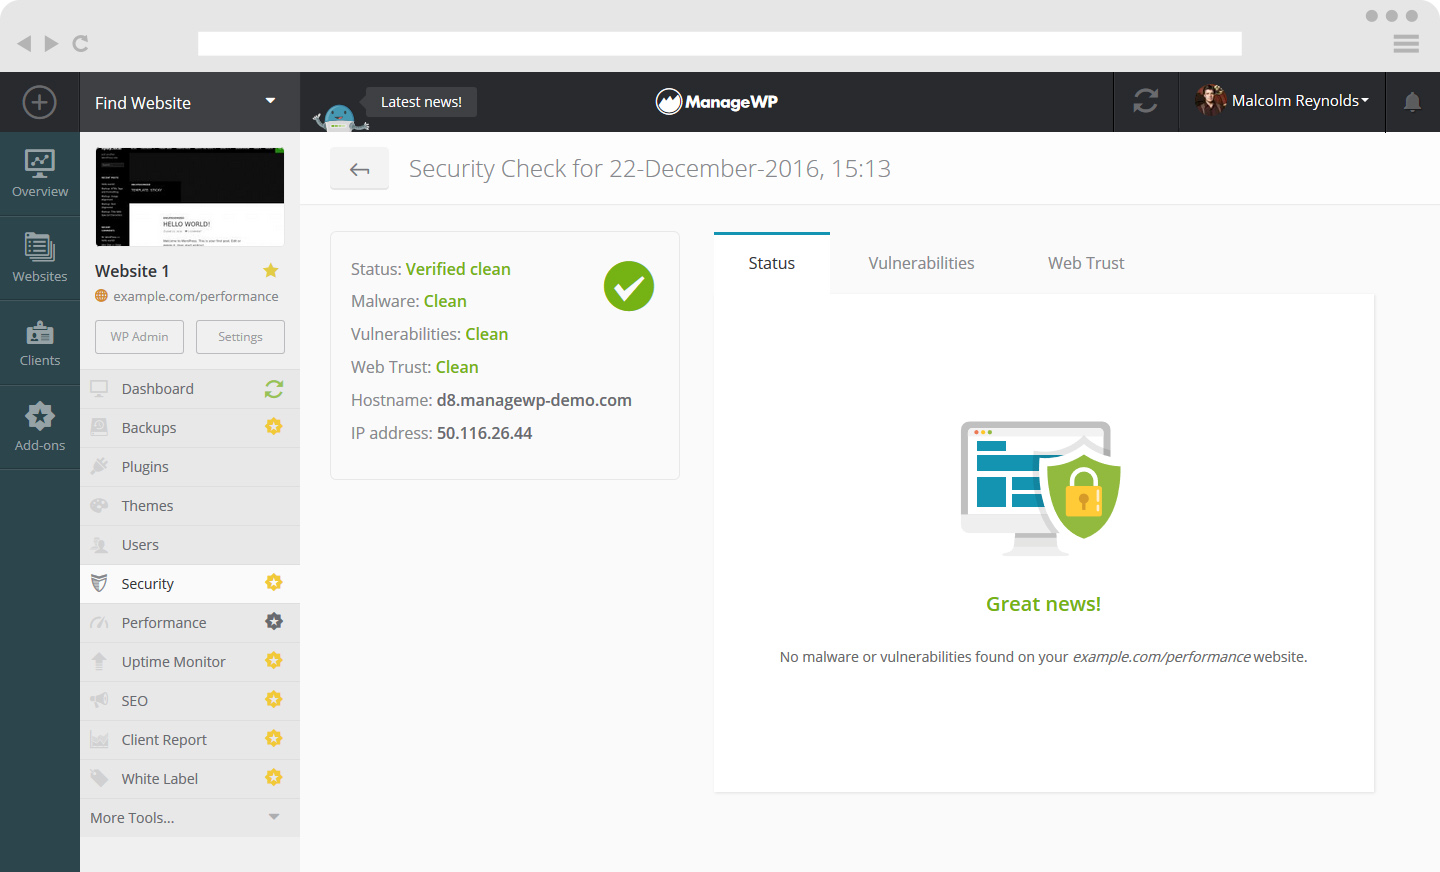 Find Website
Latest news!
ManageWP
Malcolm Reynolds
Overview
Websites
Clients
Add-ons
HELLO WORLD!
Website 1
example.com/performance
WP Admin
Settings
Dashboard
Backups
Plugins
Themes
Users
Security
Performance
Uptime Monitor
SEO
Client Report
White Label
More Tools...
Security Check for 22-December-2016, 15:13
Status: Verified clean
Malware: Clean
Vulnerabilities: Clean
Web Trust: Clean
Hostname: d8.managewp-demo.com
IP address: 50.116.26.44
Status
Vulnerabilities
Web Trust
Great news!
No malware or vulnerabilities found on your example.com/performance website.